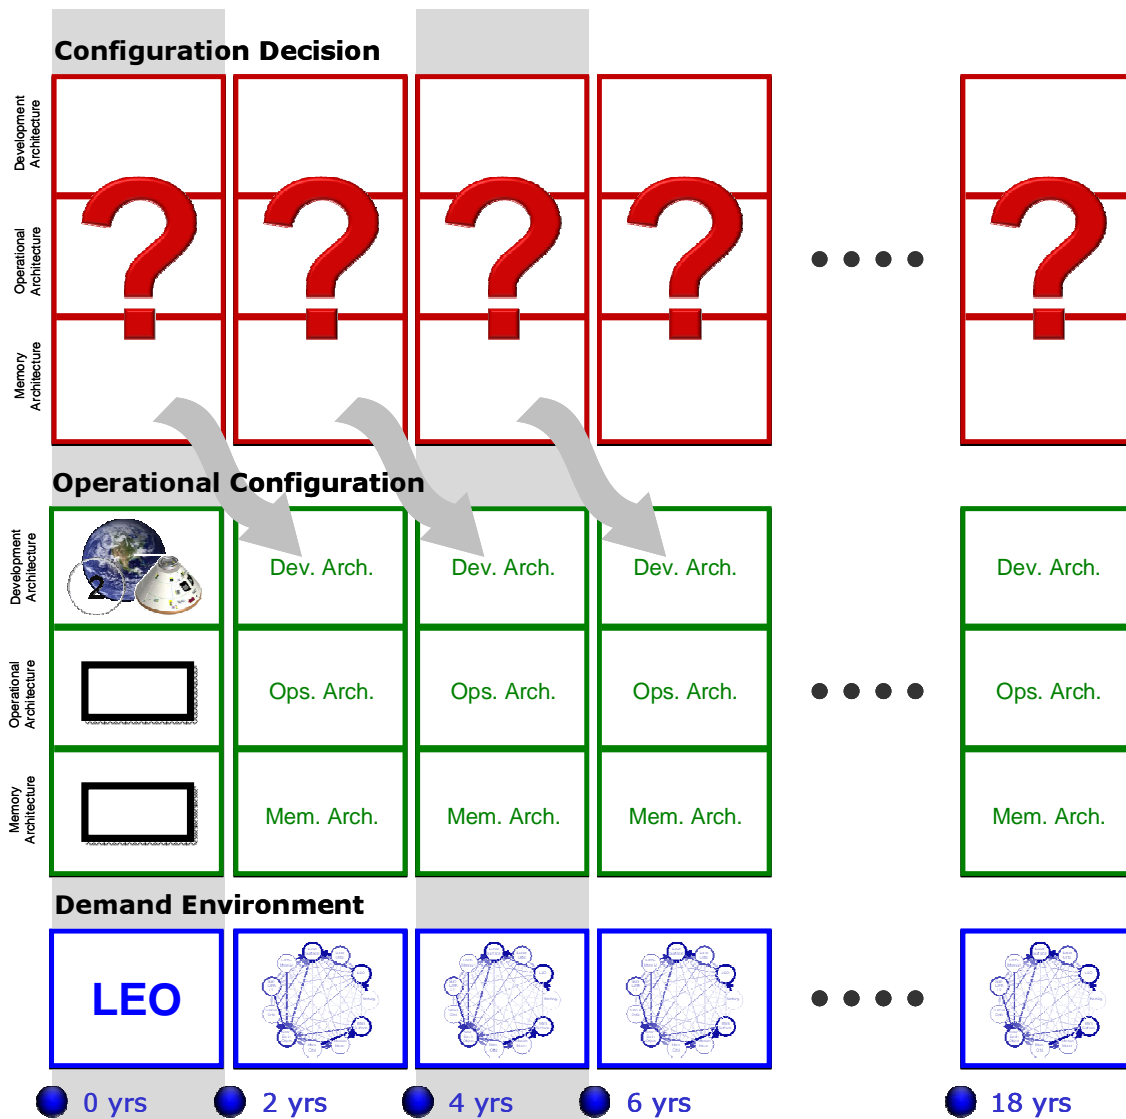 Configuration Decision
Development
Architecture
Operational
Architecture
Memory
Architecture
? ? ? ? ?
Operational Configuration
Development
Architecture
2
Dev. Arch.
Dev. Arch.
Dev. Arch.
Dev. Arch.
Operational
Architecture
Ops. Arch.
Ops. Arch.
Ops. Arch.
Ops. Arch.
Memory
Architecture
Mem. Arch.
Mem. Arch.
Mem. Arch.
Mem. Arch.
Demand Environment
LEO
0 yrs
2 yrs
4 yrs
6 yrs
18 yrs